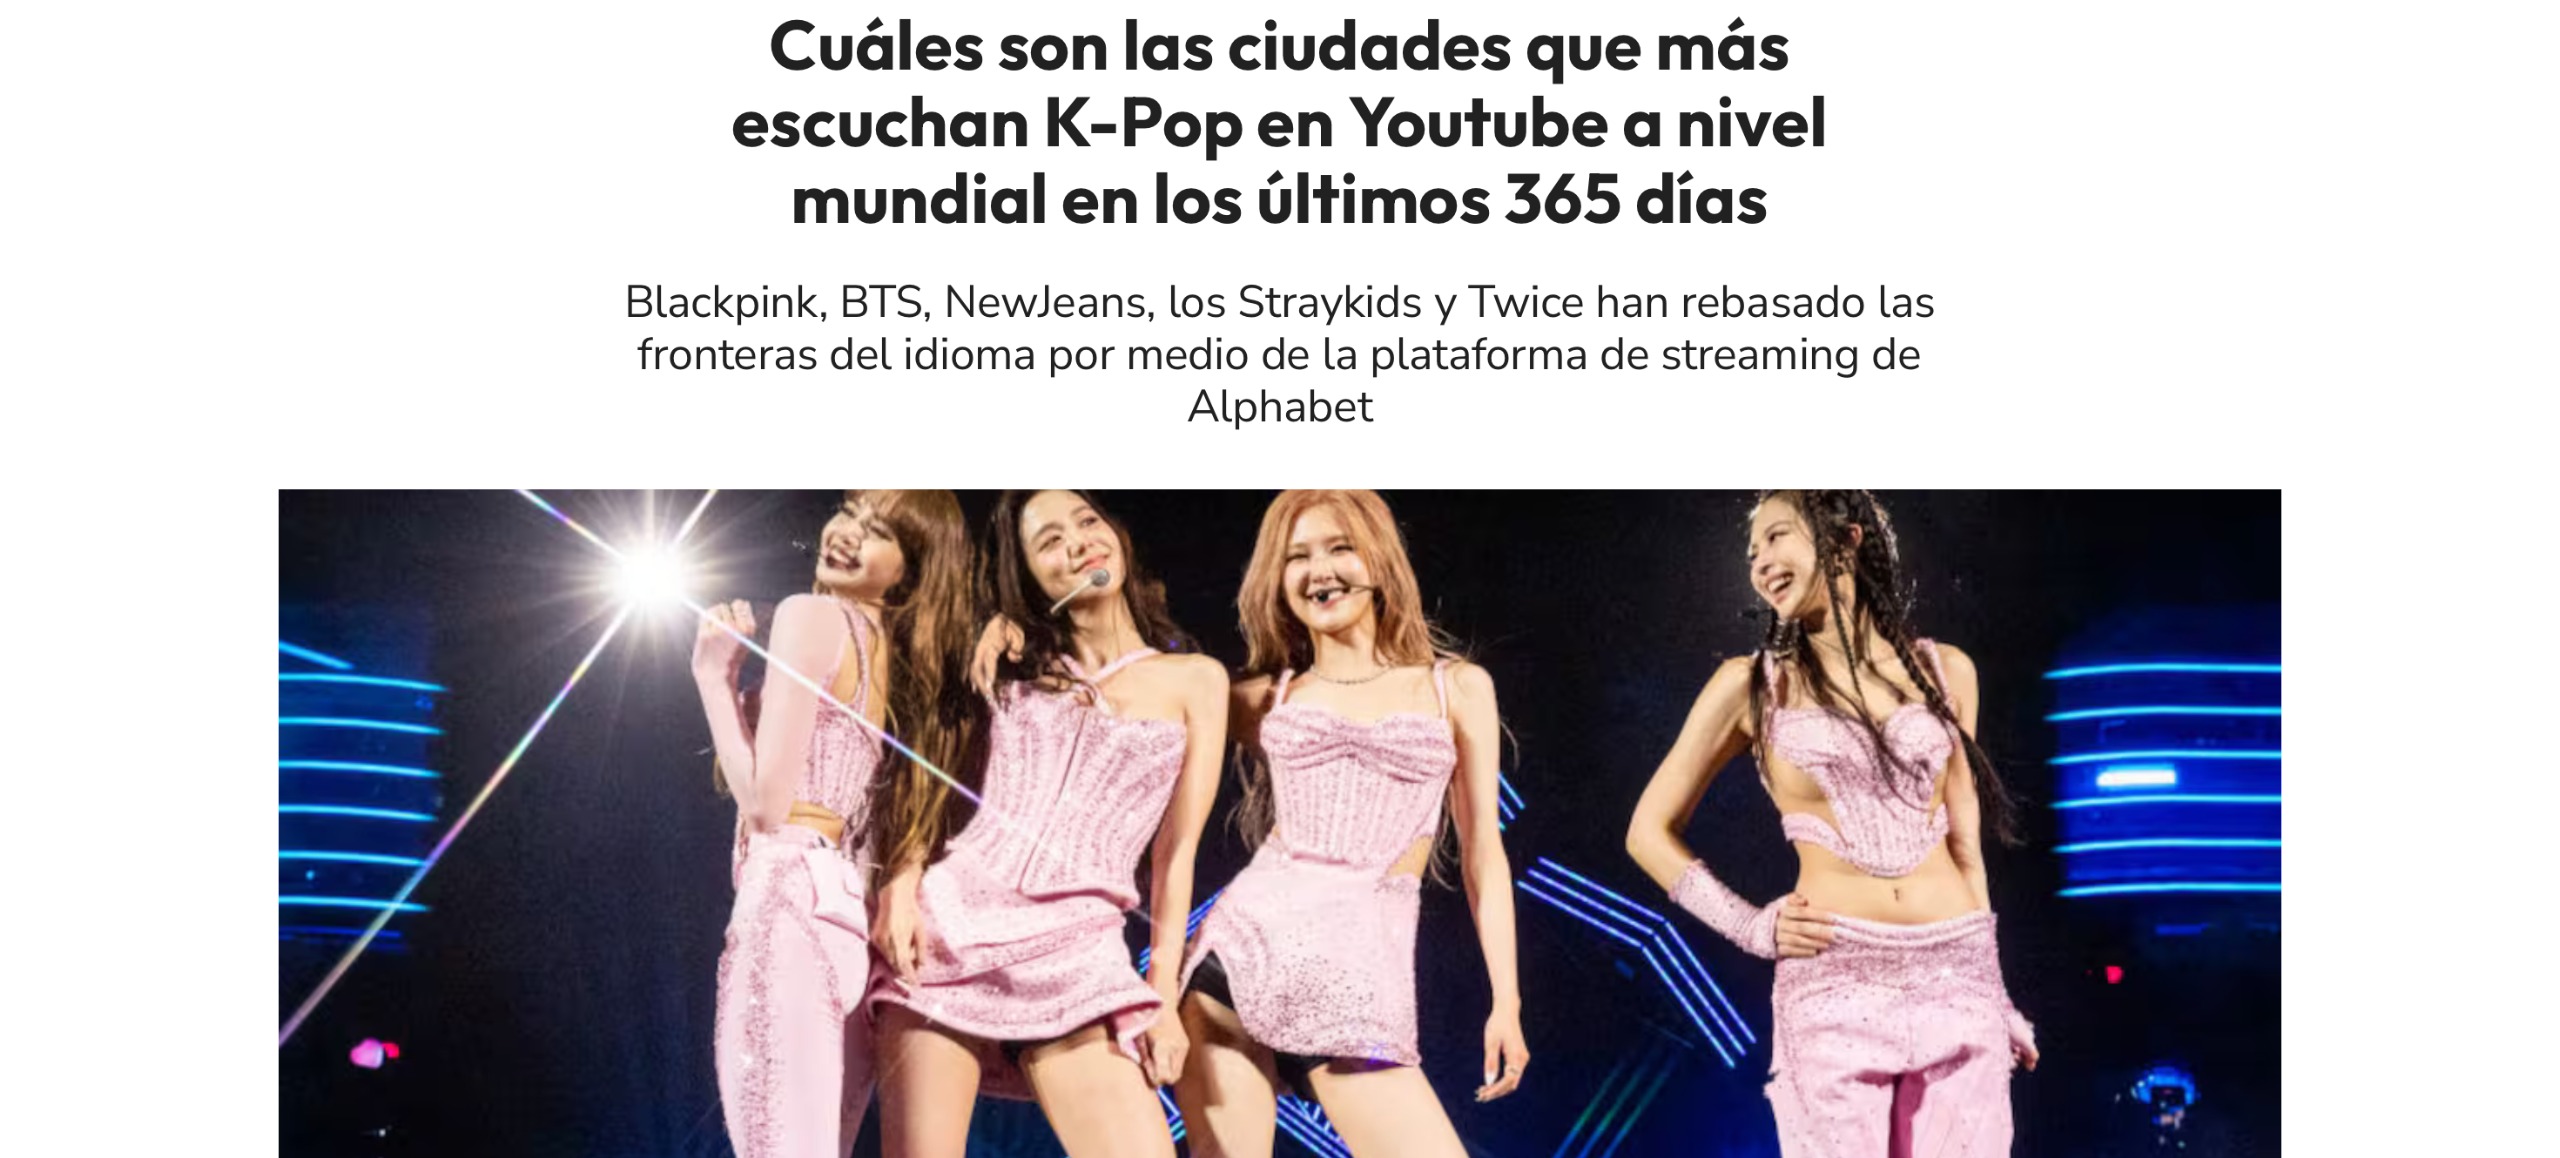 Cuáles son las ciudades que más
escuchan K-Pop en Youtube a nivel
mundial en los últimos 365 días
Blackpink, BTS, NewJeans, los Straykids y Twice han rebasado las
fronteras del idioma por medio de la plataforma de streaming de
Alphabet